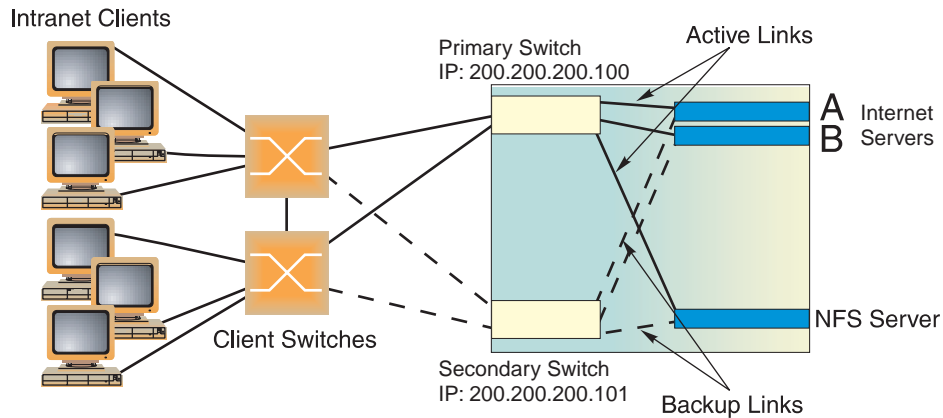 Intranet Clients
Primary Switch
IP: 200.200.200.100
Active Links
A
B
Internet
Servers
Client Switches
NFS Server
Secondary Switch
IP: 200.200.200.101
Backup Links